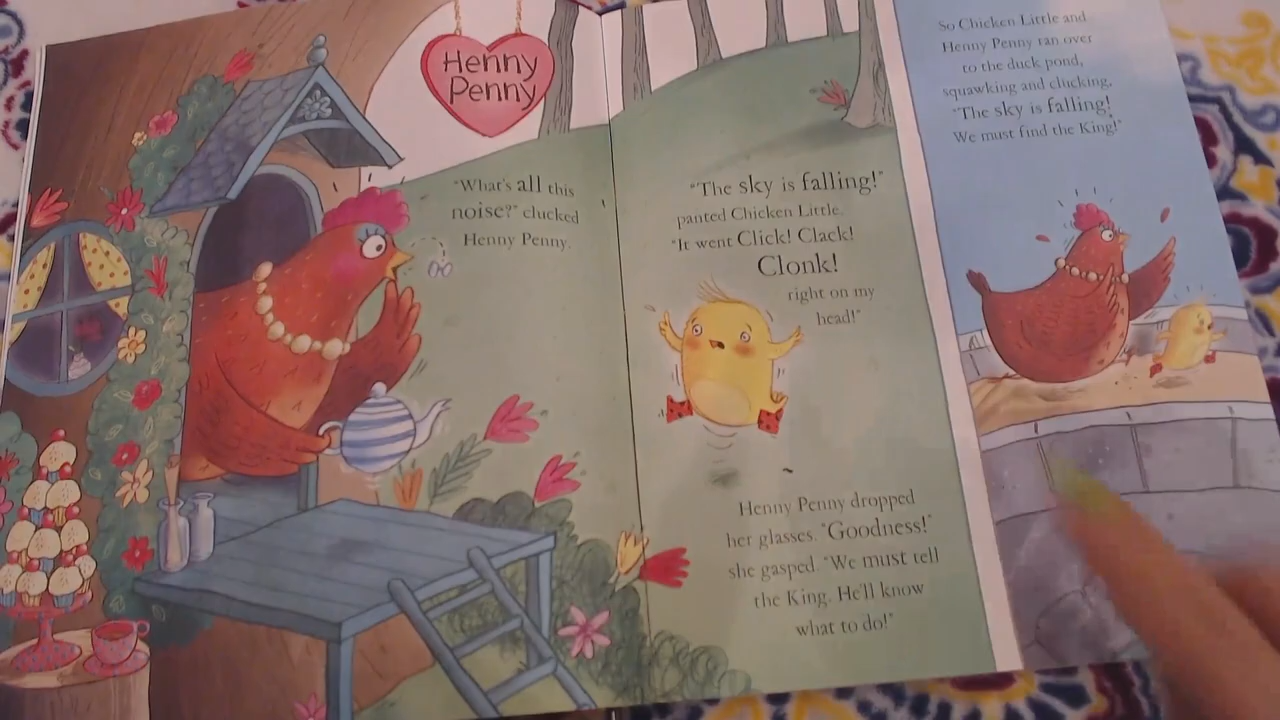 Henny
Penny
"What's all this
noise?" clucked
Henny Penny.
"The sky is falling!"
panted Chicken Little.
"It went Click! Clack!
Clonk!
right on my
head!"
Henny Penny dropped
her glasses. "Goodness!"
she gasped. "We must tell
the King. He'll know
what to do!"
So Chicken Little and
Henny Penny ran over
to the duck pond,
squawking and clucking,
"The sky is falling!
We must find the King!"